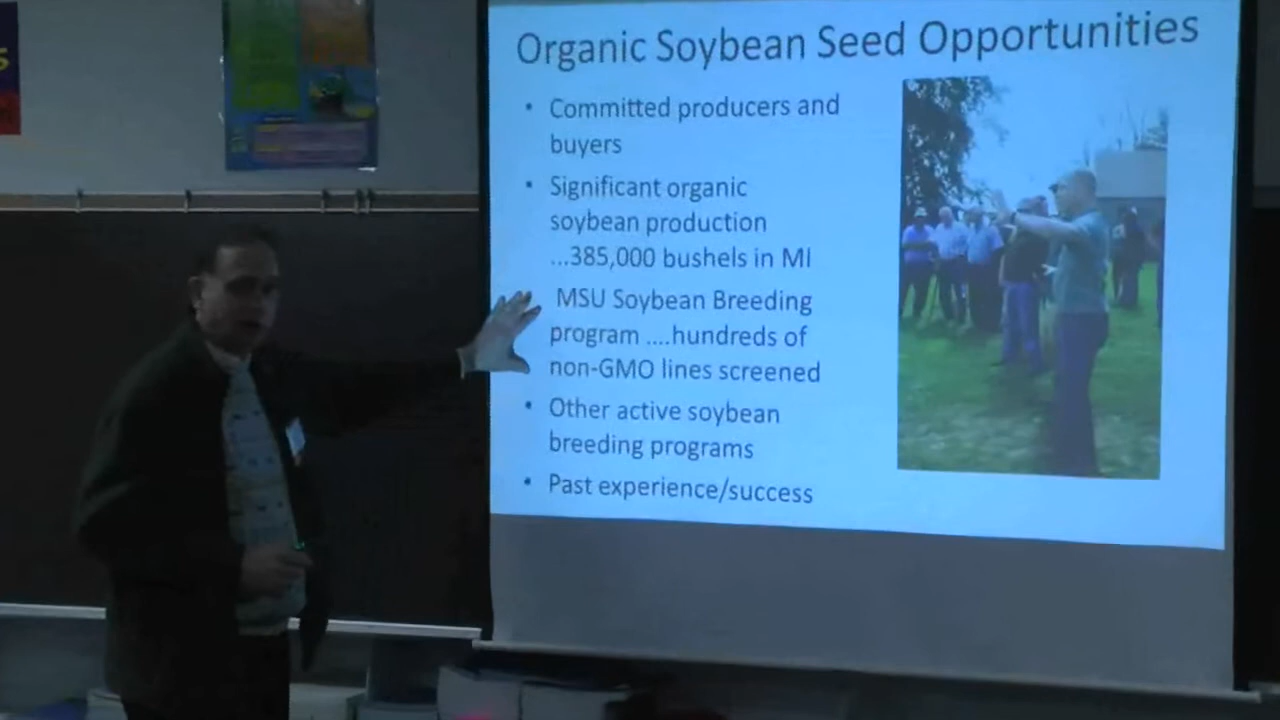 Organic Soybean Seed Opportunities
• Committed producers and
buyers
• Significant organic
soybean production
...385,000 bushels in MI
MSU Soybean Breeding
program ....hundreds of
non-GMO lines screened
• Other active soybean
breeding programs
• Past experience/success